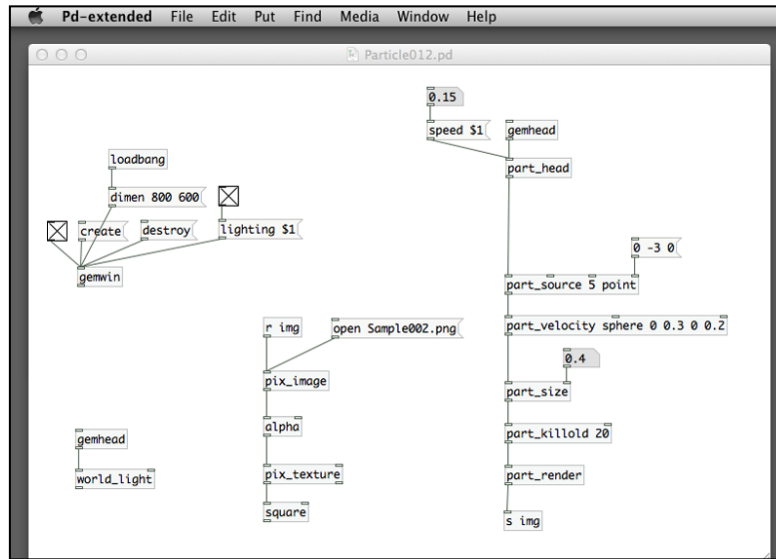 Pd-extended File Edit Put Find Media Window Help
Particle012.pd
0.15
speed $1
gemhead
part_head
loadbang
dimen 800 600
create
destroy
lighting $1
gemwin
0 -3 0
part_source 5 point
part_velocity sphere 0 0.3 0 0.2
0.4
part_size
part_killold 20
part_render
s img
r img
open Sample002.png
pix_image
alpha
pix_texture
square
gemhead
world_light